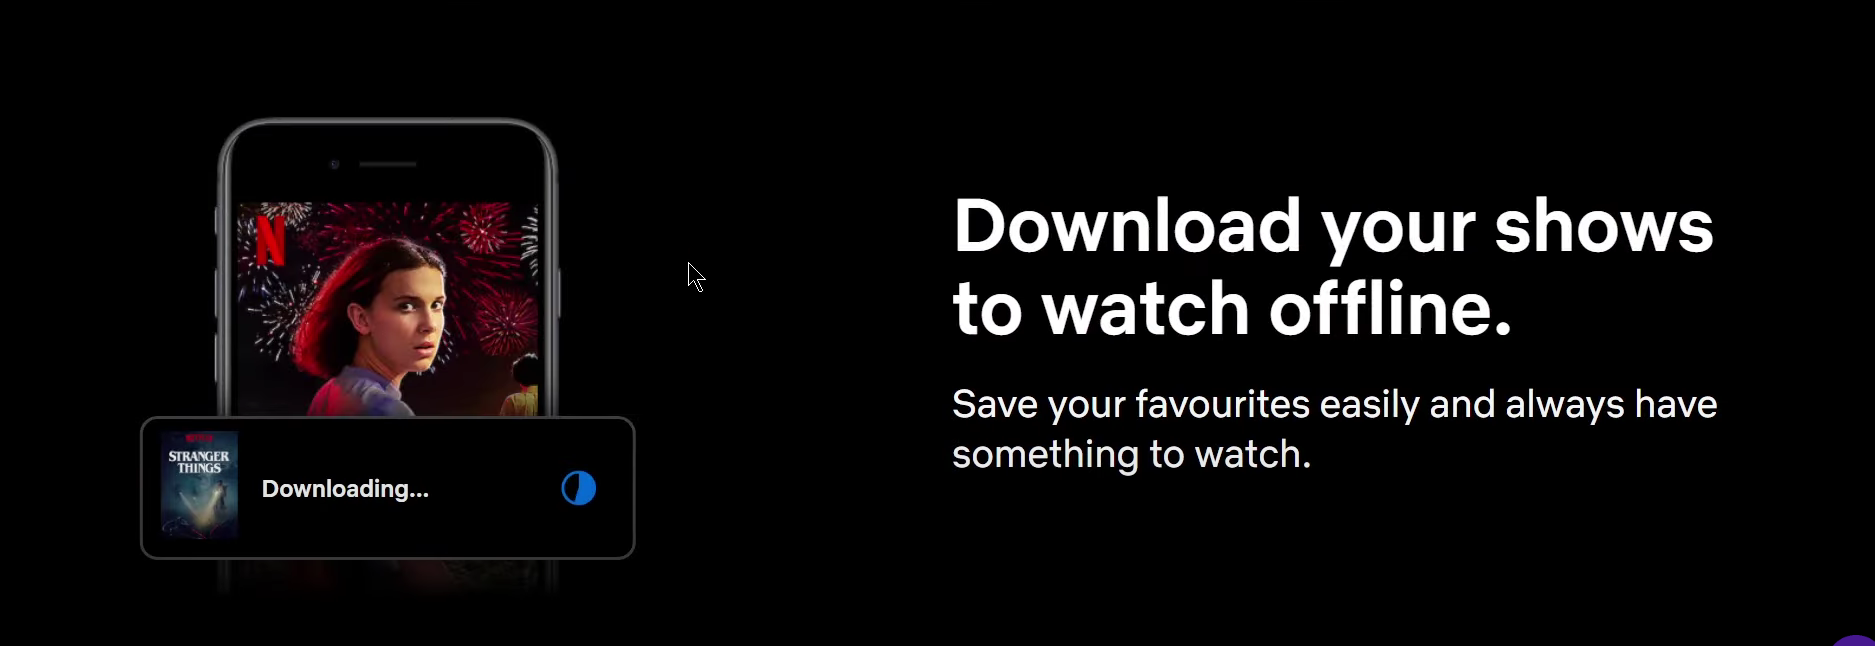 N
Download your shows
to watch offline.
Save your favourites easily and always have
something to watch.
NETFLIX
STRANGER
THINGS
Downloading...